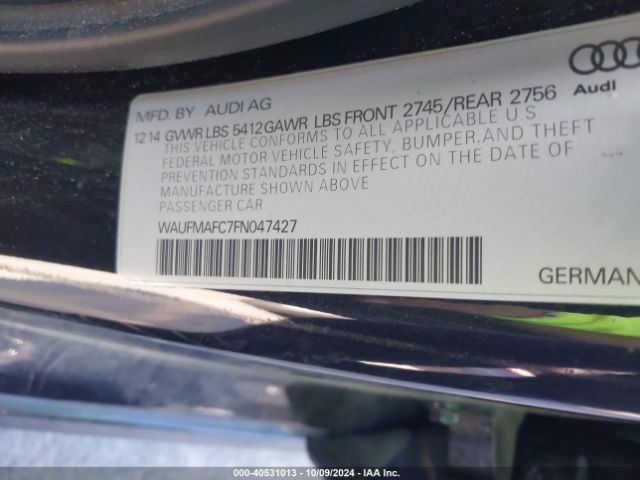 MFD. BY AUDI AG
Audi
12 14 GVWR LBS 5412 GAWR LBS FRONT 2745/REAR 2756
THIS VEHICLE CONFORMS TO ALL APPLICABLE U S.
FEDERAL MOTOR VEHICLE SAFETY, BUMPER, AND THEFT
PREVENTION STANDARDS IN EFFECT ON THE DATE OF
MANUFACTURE SHOWN ABOVE
PASSENGER CAR
WAUFMAFC7FN047427
GERMAN
000-40531013 - 10/09/2024 - IAA Inc.